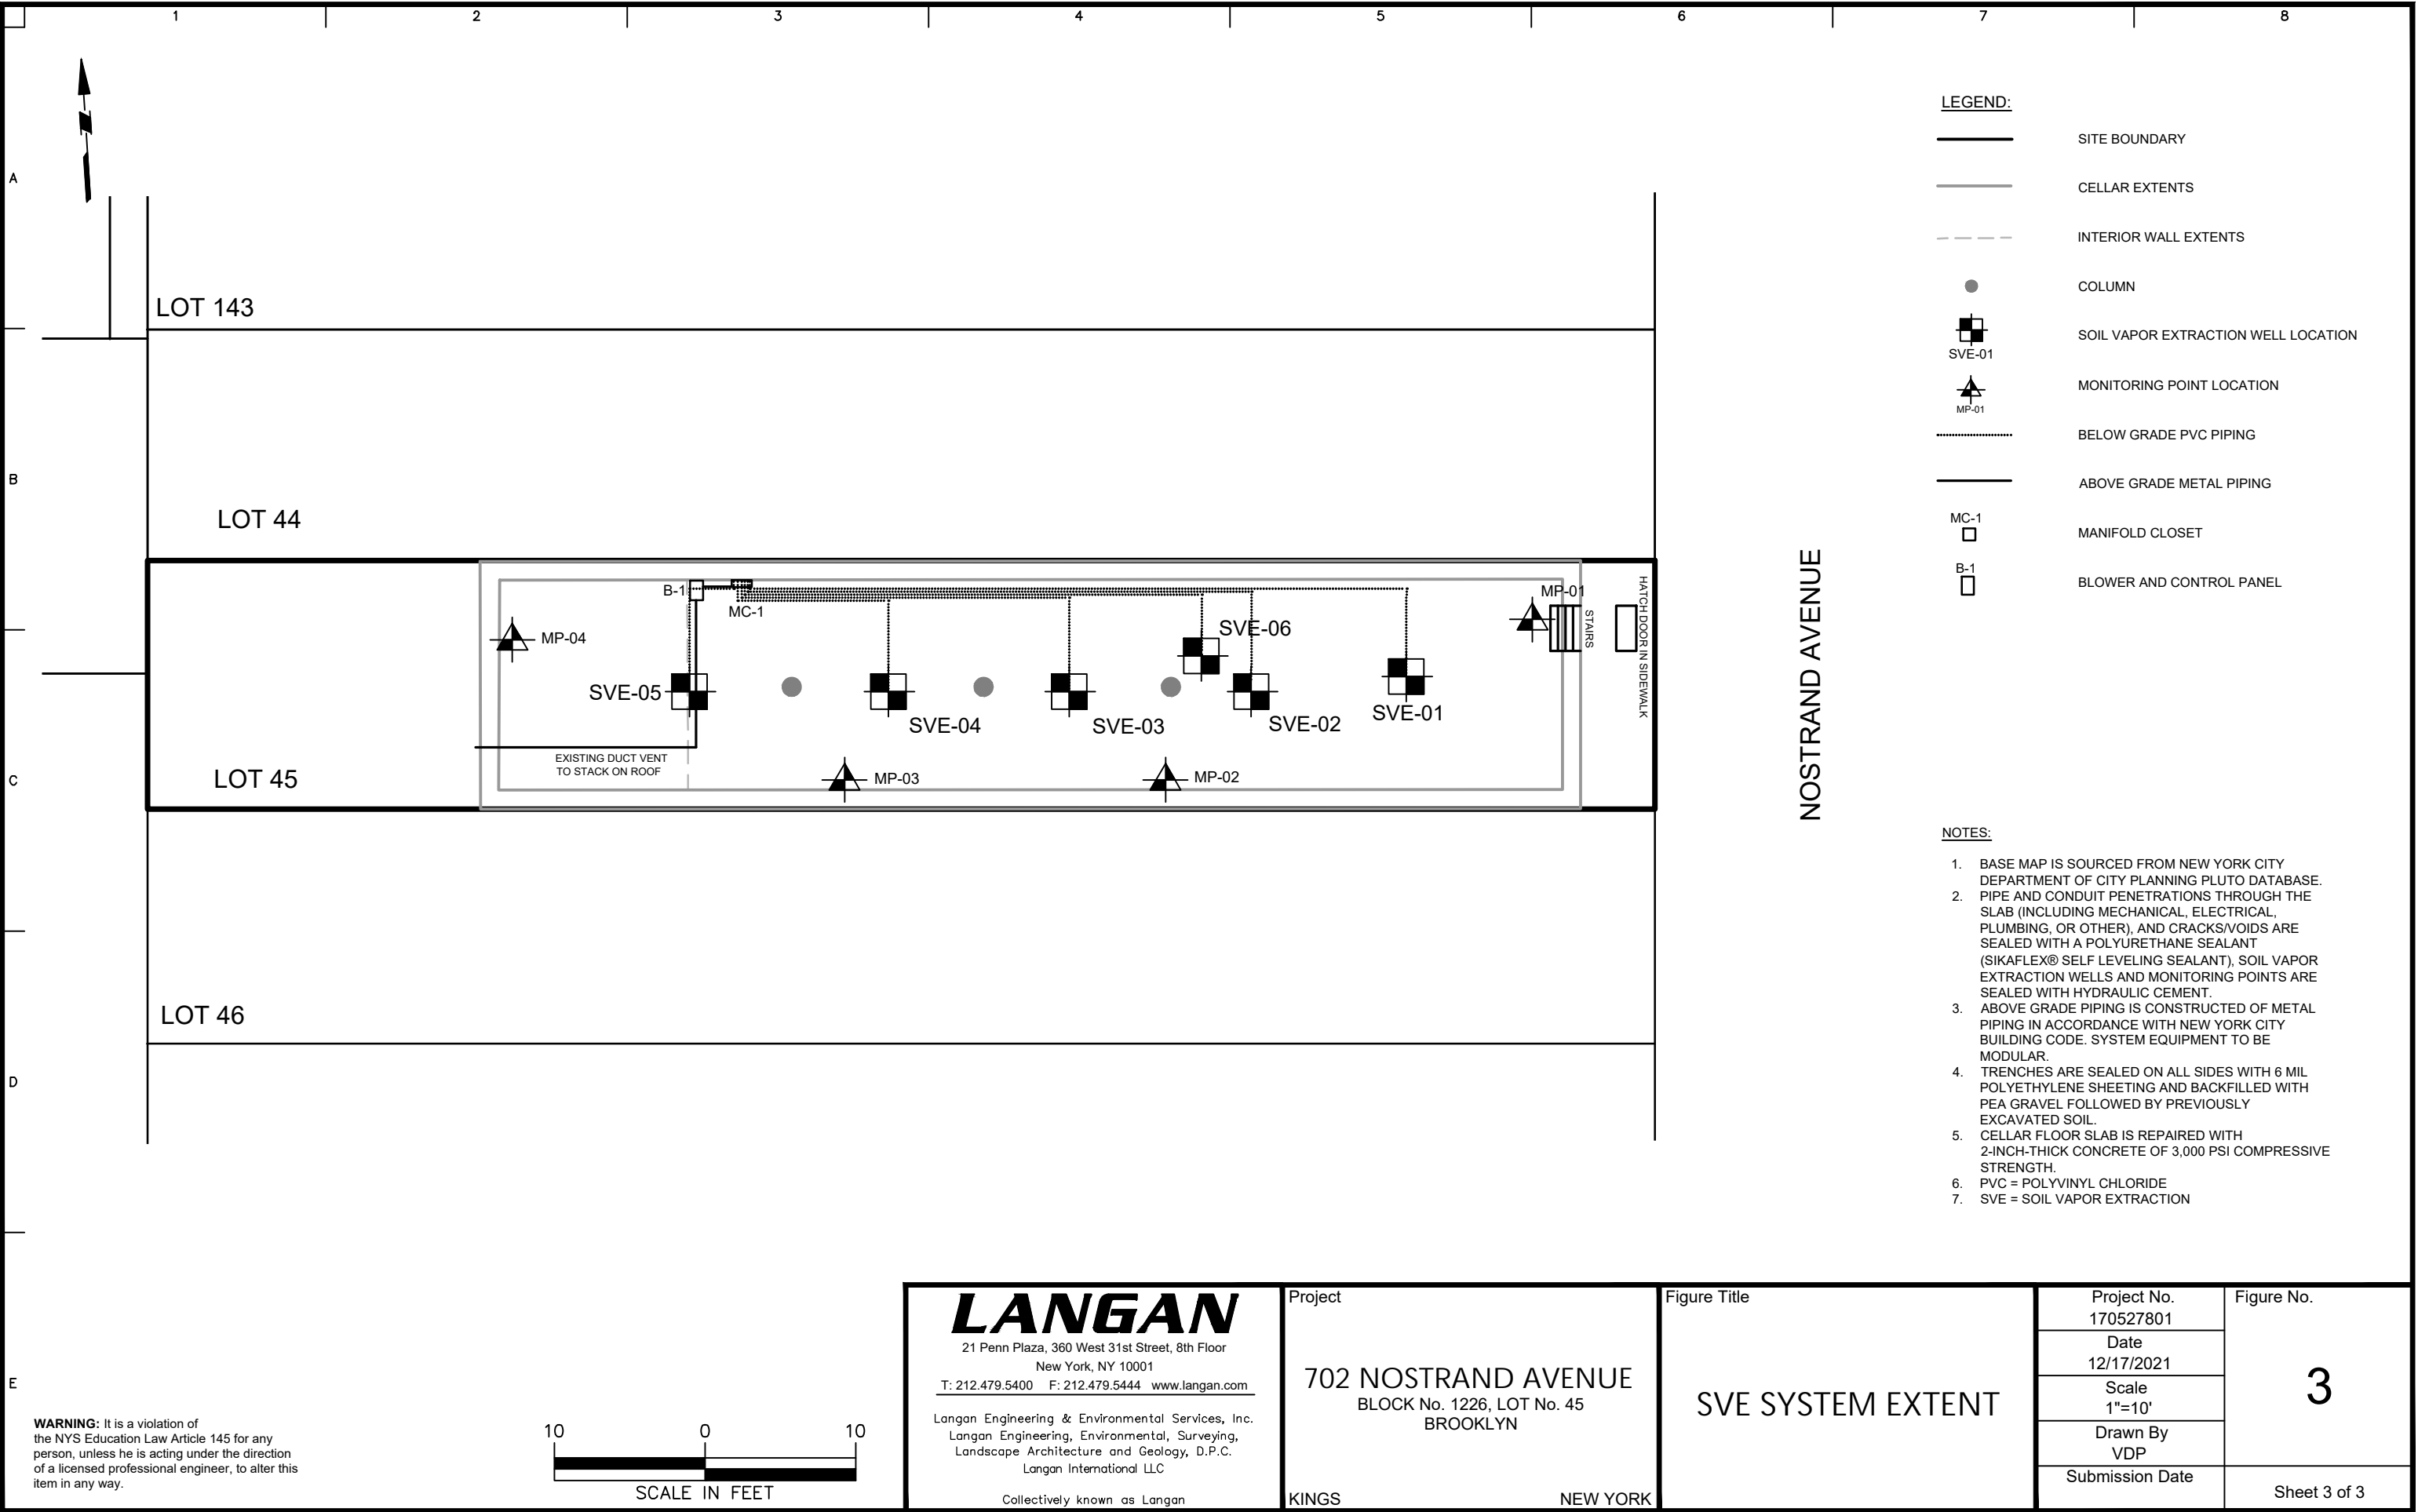 1 2 3 4 5 6 7 8
A
B
C
D
E
LEGEND:
SITE BOUNDARY
CELLAR EXTENTS
INTERIOR WALL EXTENTS
COLUMN
SOIL VAPOR EXTRACTION WELL LOCATION
SVE-01
MONITORING POINT LOCATION
MP-01
BELOW GRADE PVC PIPING
ABOVE GRADE METAL PIPING
MC-1
MANIFOLD CLOSET
B-1
BLOWER AND CONTROL PANEL
LOT 143
LOT 44
LOT 45
LOT 46
B-1
MC-1
MP-04
SVE-05
SVE-04
SVE-03
SVE-06
SVE-02
SVE-01
MP-01
MP-03
MP-02
EXISTING DUCT VENT
TO STACK ON ROOF
STAIRS
HATCH DOOR IN SIDEWALK
NOSTRAND AVENUE
NOTES:
1. BASE MAP IS SOURCED FROM NEW YORK CITY
DEPARTMENT OF CITY PLANNING PLUTO DATABASE.
2. PIPE AND CONDUIT PENETRATIONS THROUGH THE
SLAB (INCLUDING MECHANICAL, ELECTRICAL,
PLUMBING, OR OTHER), AND CRACKS/VOIDS ARE
SEALED WITH A POLYURETHANE SEALANT
(SIKAFLEX® SELF LEVELING SEALANT), SOIL VAPOR
EXTRACTION WELLS AND MONITORING POINTS ARE
SEALED WITH HYDRAULIC CEMENT.
3. ABOVE GRADE PIPING IS CONSTRUCTED OF METAL
PIPING IN ACCORDANCE WITH NEW YORK CITY
BUILDING CODE. SYSTEM EQUIPMENT TO BE
MODULAR.
4. TRENCHES ARE SEALED ON ALL SIDES WITH 6 MIL
POLYETHYLENE SHEETING AND BACKFILLED WITH
PEA GRAVEL FOLLOWED BY PREVIOUSLY
EXCAVATED SOIL.
5. CELLAR FLOOR SLAB IS REPAIRED WITH
2-INCH-THICK CONCRETE OF 3,000 PSI COMPRESSIVE
STRENGTH.
6. PVC = POLYVINYL CHLORIDE
7. SVE = SOIL VAPOR EXTRACTION
WARNING: It is a violation of
the NYS Education Law Article 145 for any
person, unless he is acting under the direction
of a licensed professional engineer, to alter this
item in any way.
10 0 10
SCALE IN FEET
LANGAN
21 Penn Plaza, 360 West 31st Street, 8th Floor
New York, NY 10001
T: 212.479.5400 F: 212.479.5444 www.langan.com
Langan Engineering & Environmental Services, Inc.
Langan Engineering, Environmental, Surveying,
Landscape Architecture and Geology, D.P.C.
Langan International LLC
Collectively known as Langan
Project
702 NOSTRAND AVENUE
BLOCK No. 1226, LOT No. 45
BROOKLYN
KINGS NEW YORK
Figure Title
SVE SYSTEM EXTENT
Project No.
170527801
Date
12/17/2021
Scale
1"=10'
Drawn By
VDP
Submission Date
Figure No.
3
Sheet 3 of 3